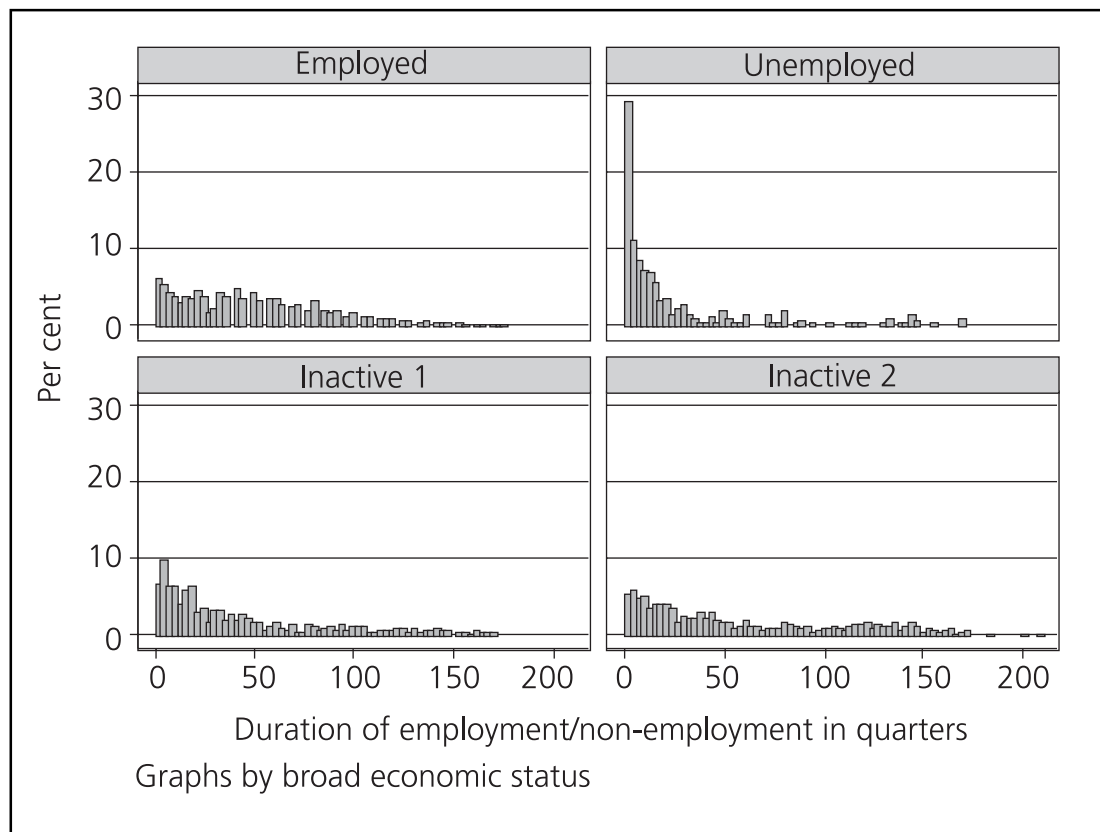 Employed
Unemployed
30
20
10
0
Per cent
Inactive 1
Inactive 2
30
20
10
0
0 50 100 150 200
0 50 100 150 200
Duration of employment/non-employment in quarters
Graphs by broad economic status